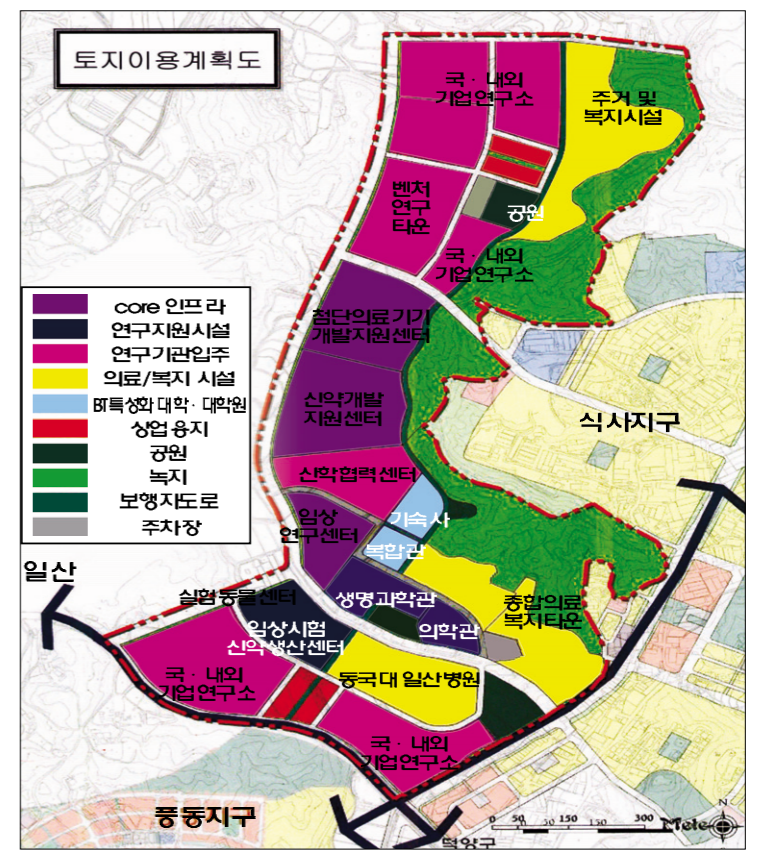 토지이용계획도
국 · 내외
기업연구소
주거 및
복지시설
벤처
연구
타운
공원
국 · 내외
기업연구소
core 인프라
연구지원시설
연구기관입주
의료/복지 시설
BT특성화 대학 · 대학원
상업용지
공원
녹지
보행자도로
주차장
첨단의료기기
개발지원센터
신약개발
지원센터
식사지구
산학협력센터
임상
연구센터
기숙사
복합관
일산
실험동물센터
생명과학관
의학관
종합의료
복지타운
임상시험
신약생산센터
국 · 내외
기업연구소
동국대 일산병원
국 · 내외
기업연구소
풍동지구
덕양구
0 50 150 150 300 Mete
N